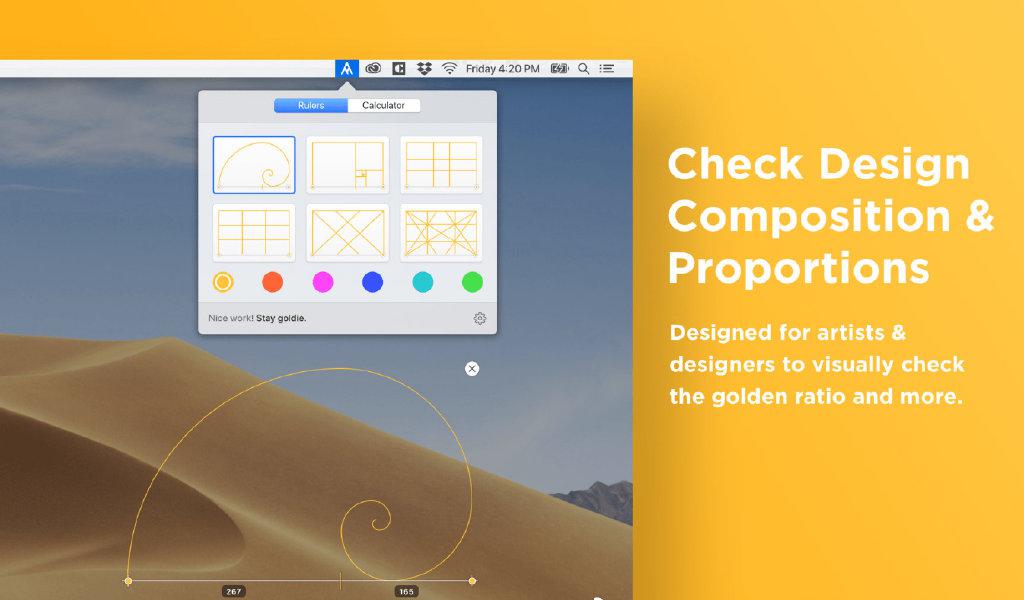 Friday 4:20 PM
Rulers
Calculator
Nice work! Stay goldie.
267
165
Check Design
Composition &
Proportions
Designed for artists &
designers to visually check
the golden ratio and more.